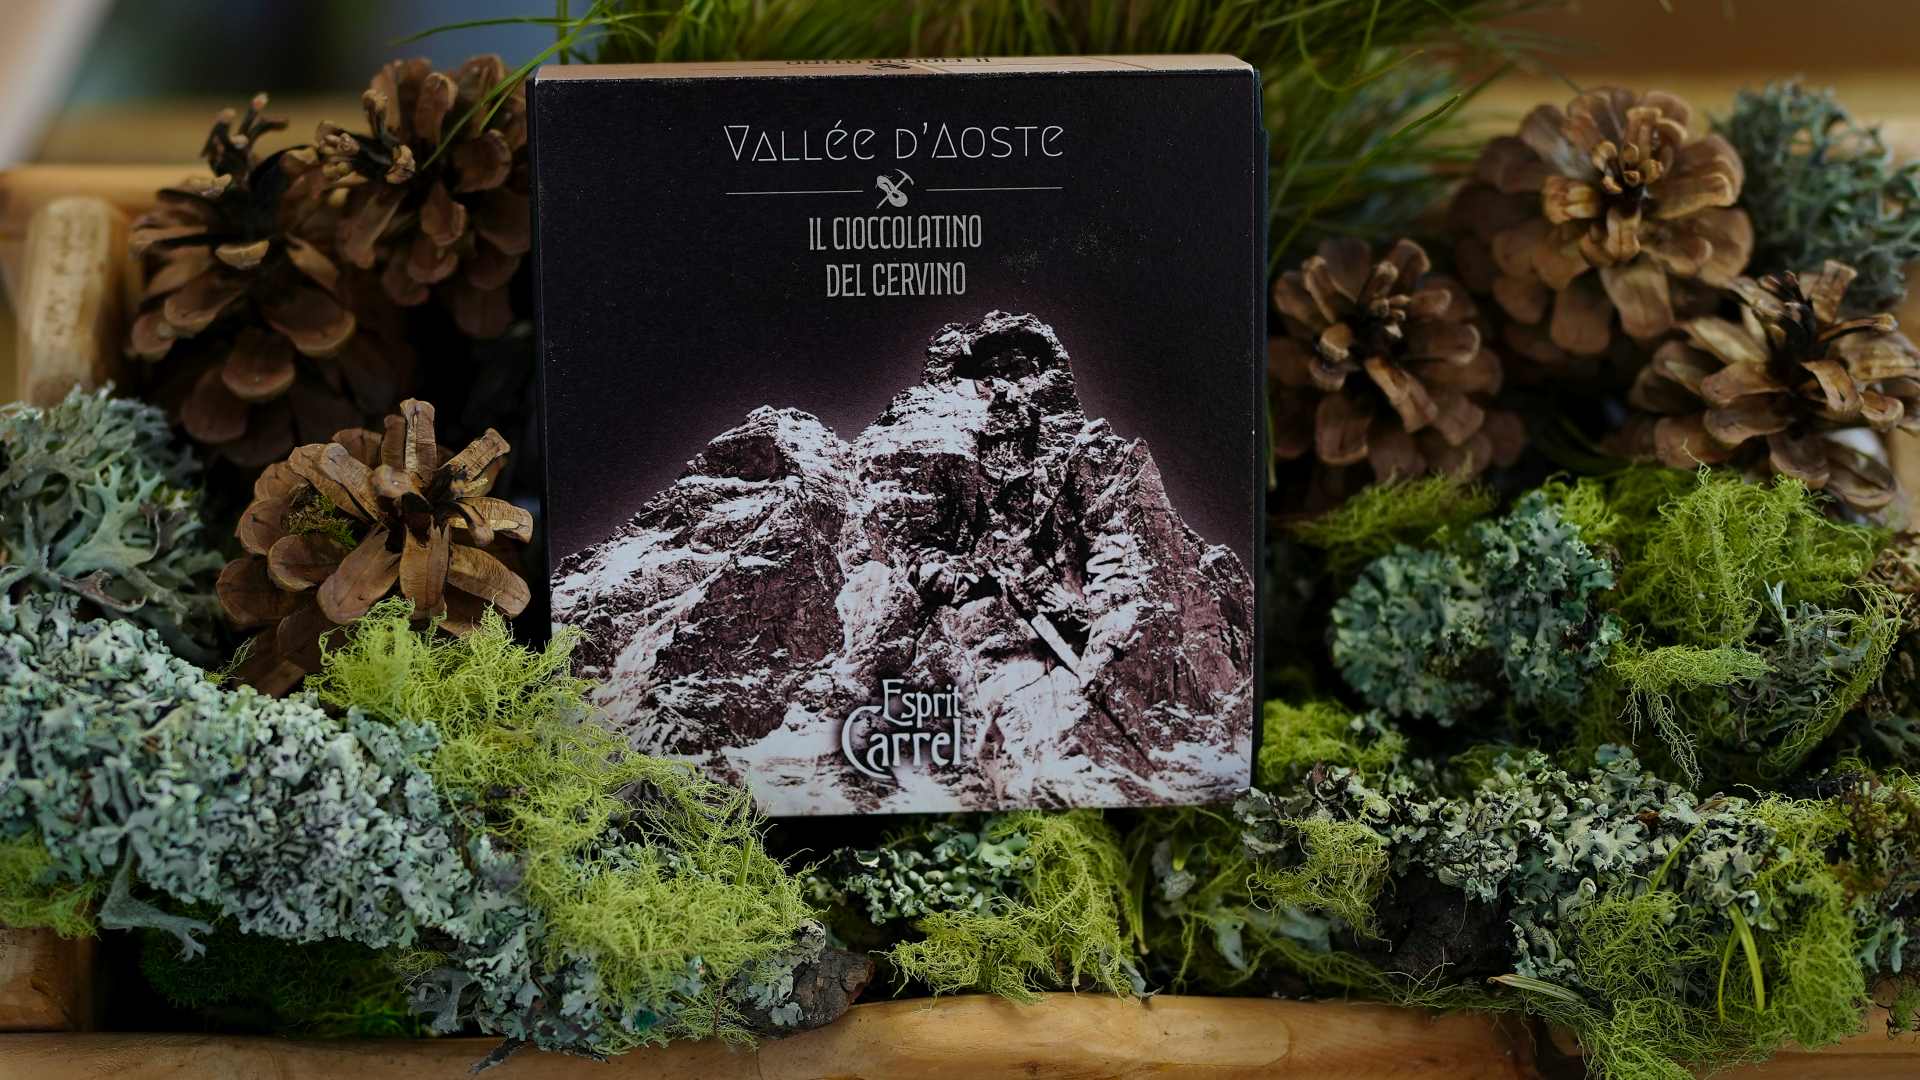 VALLÉE D'AOSTE
IL CIOCCOLATINO
DEL CERVINO
Esprit
Carrel